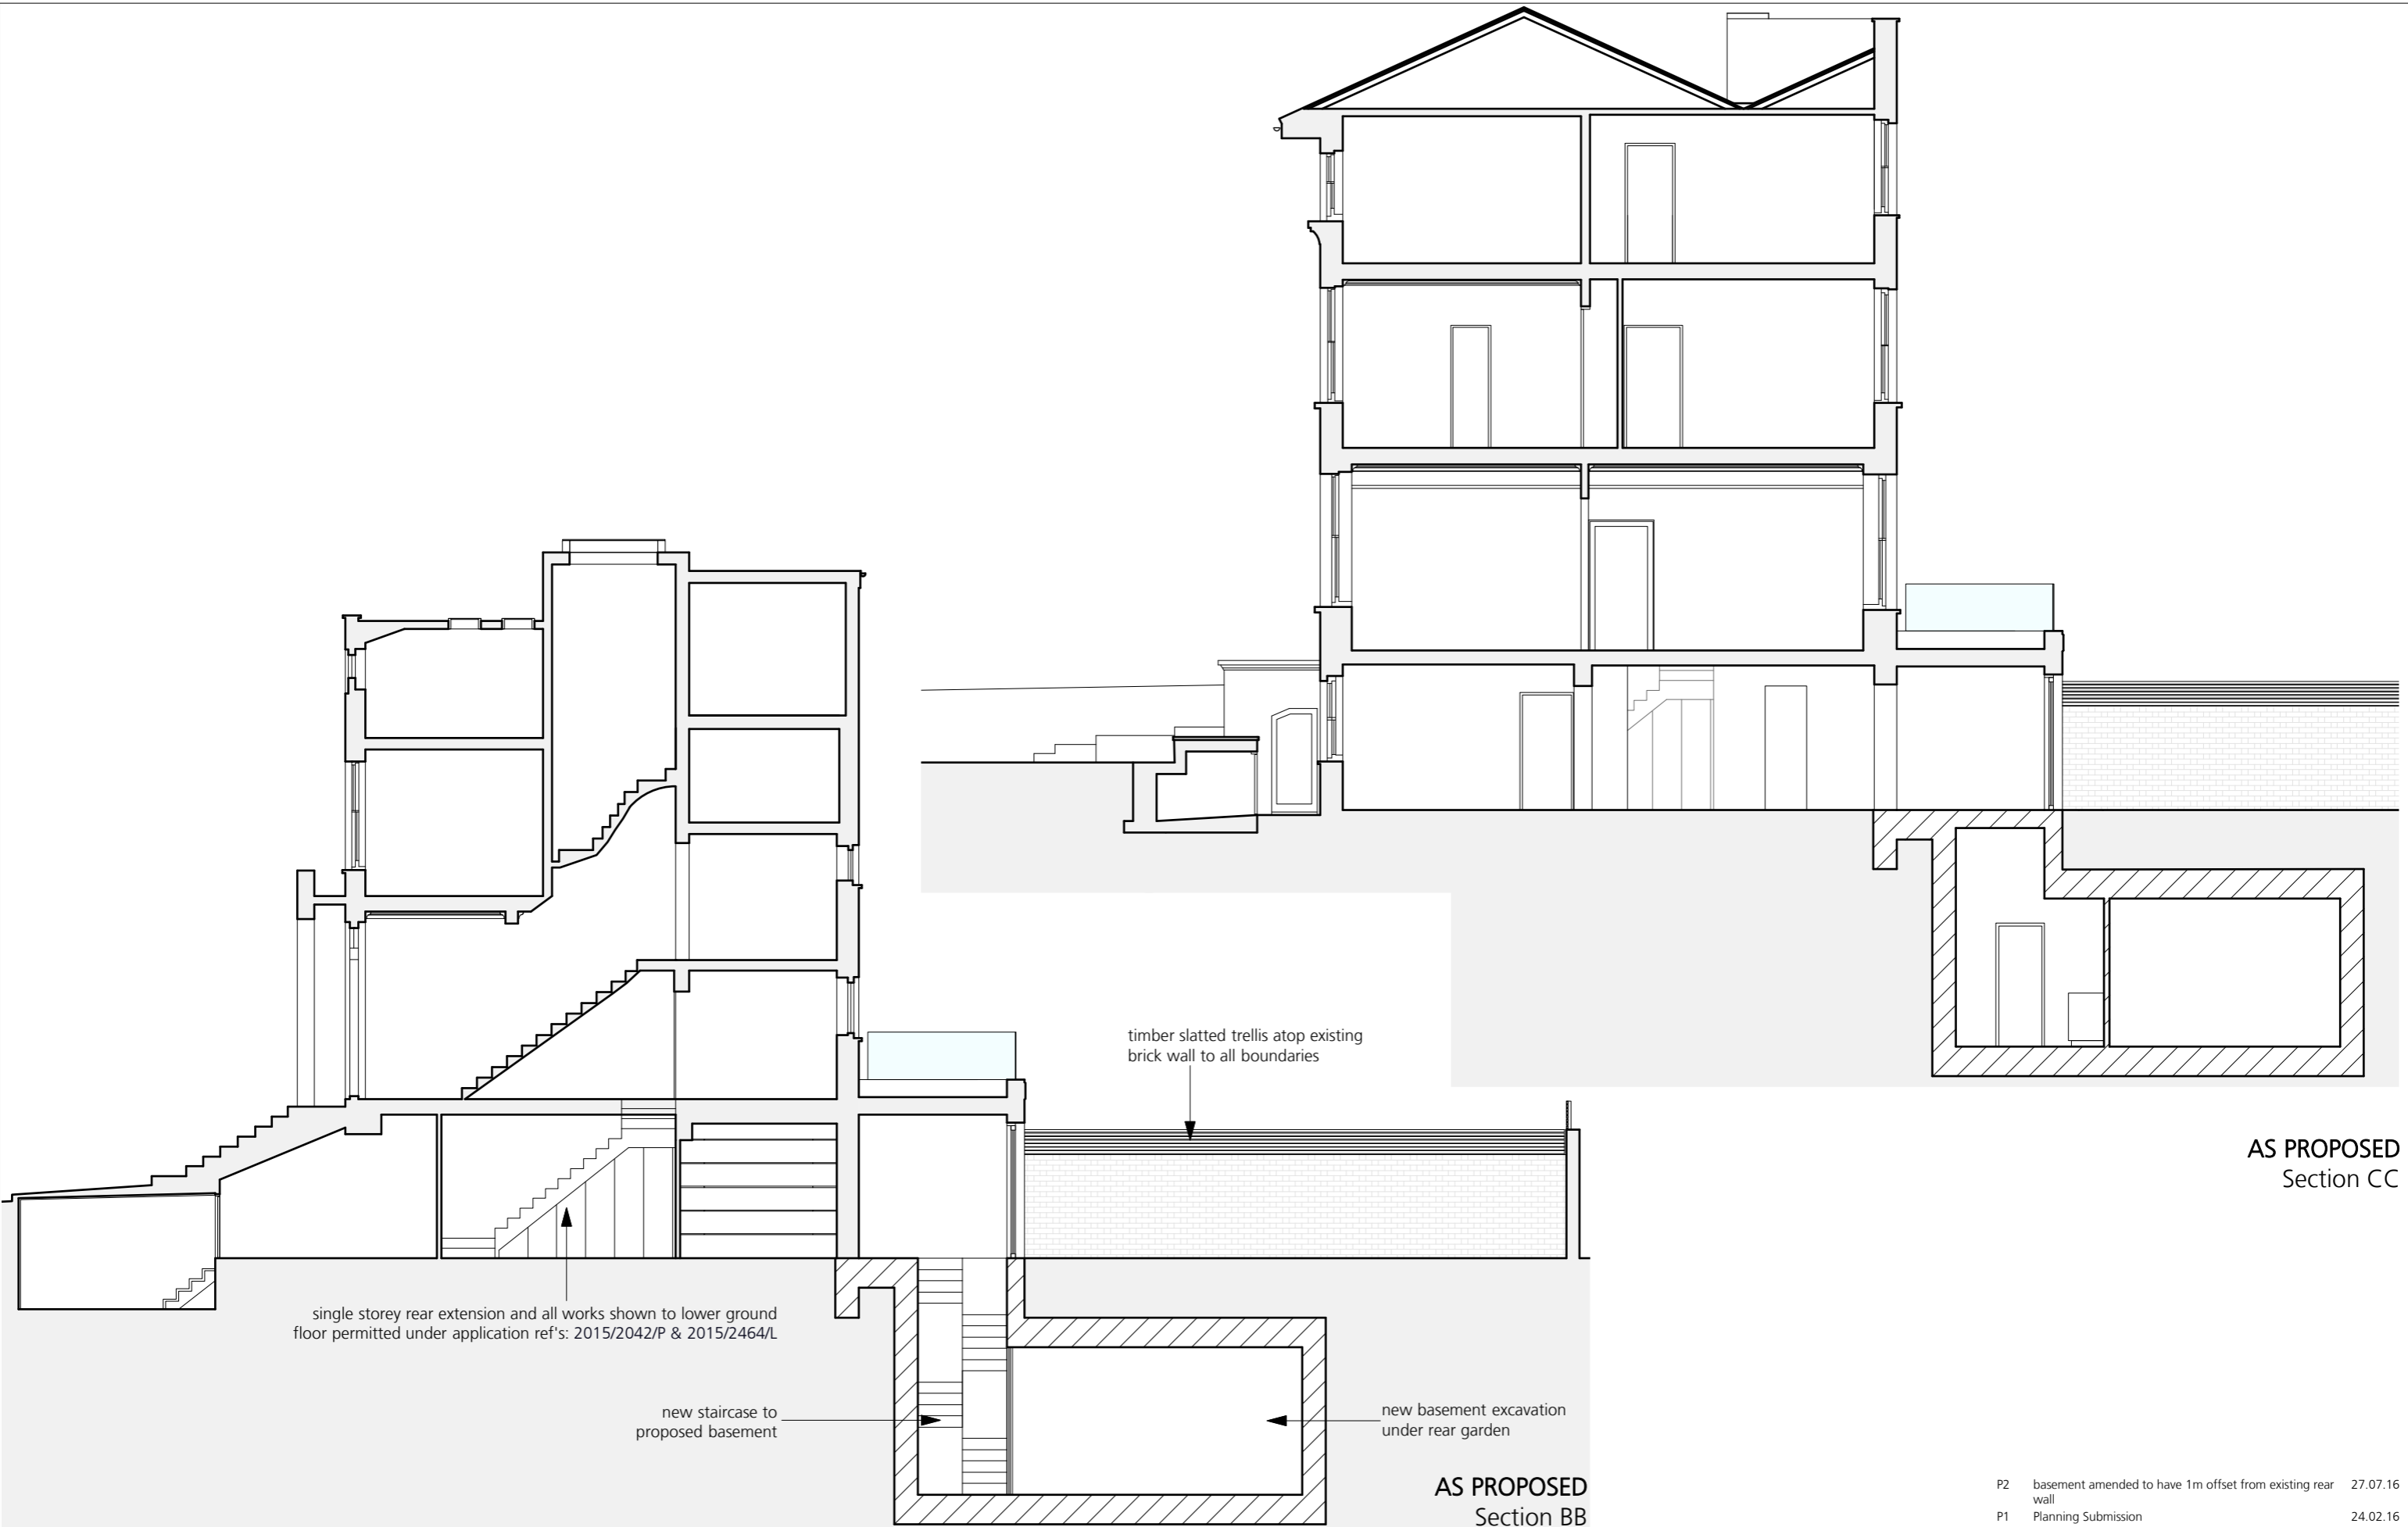 timber slatted trellis atop existing
brick wall to all boundaries
AS PROPOSED
Section CC
single storey rear extension and all works shown to lower ground
floor permitted under application ref's: 2015/2042/P & 2015/2464/L
new staircase to
proposed basement
new basement excavation
under rear garden
AS PROPOSED
Section BB
P2 basement amended to have 1m offset from existing rear 27.07.16
wall
P1 Planning Submission 24.02.16